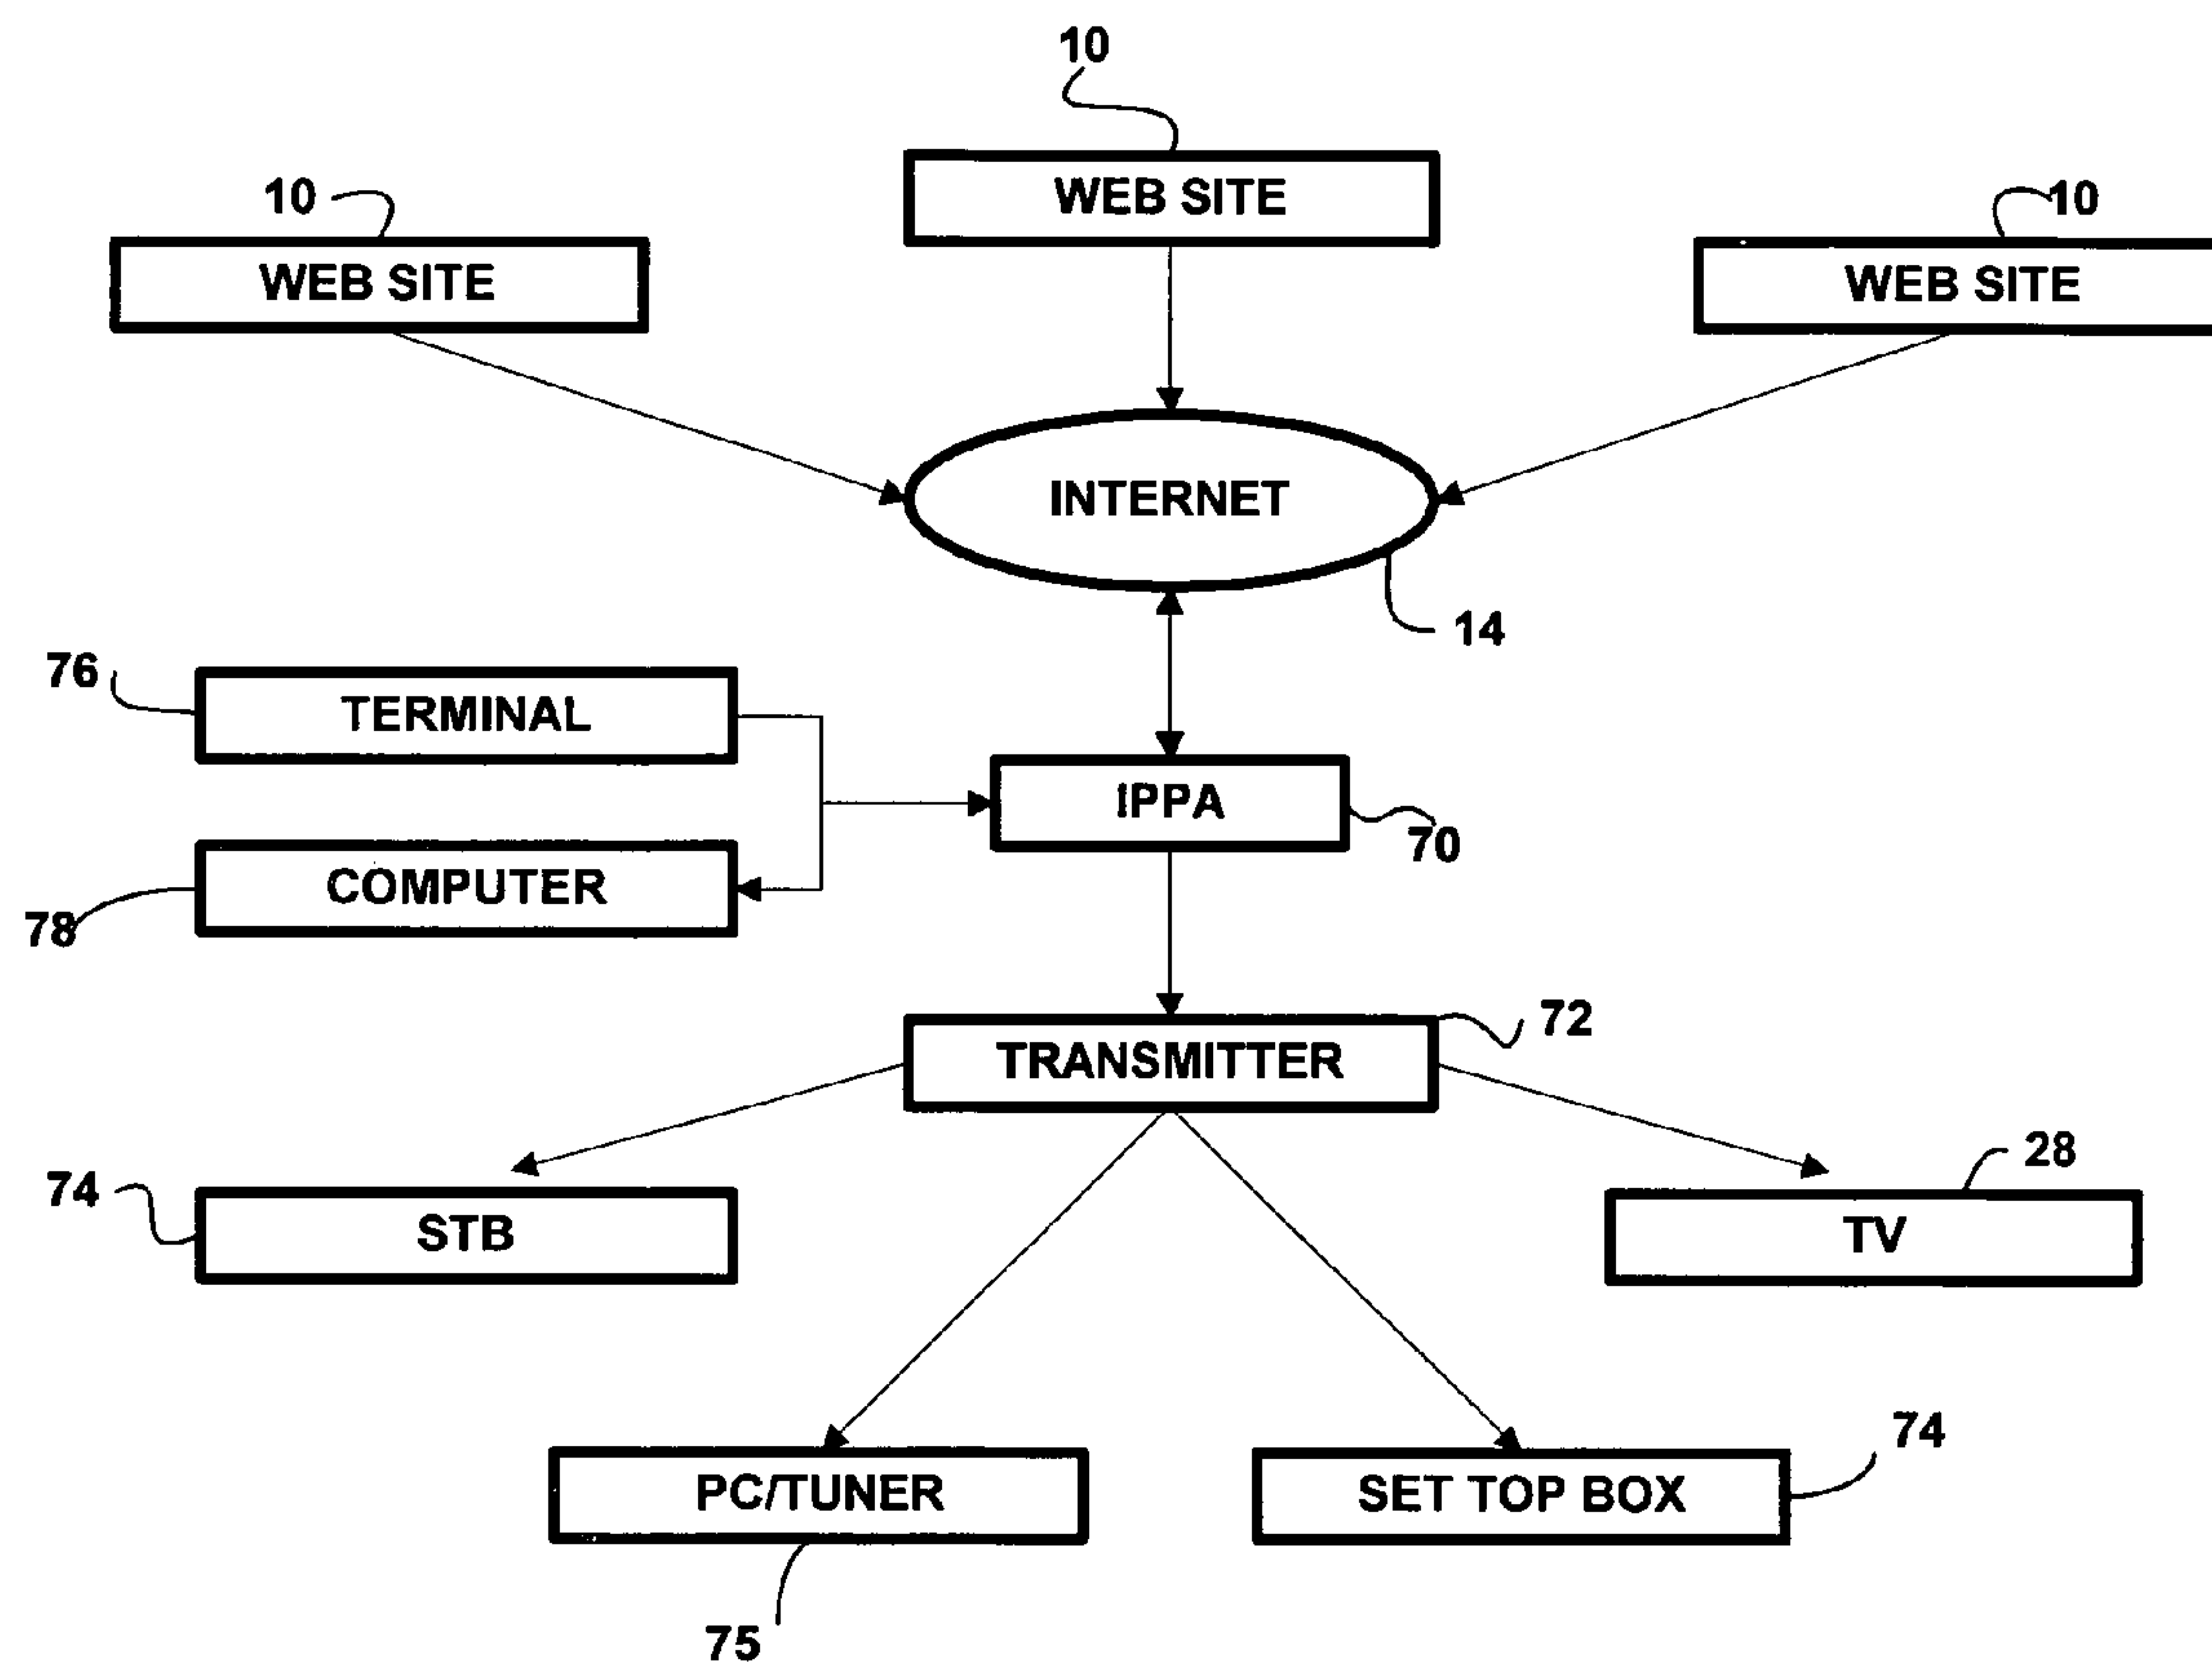 10
10
WEB SITE
10
WEB SITE
WEB SITE
INTERNET
14
76
TERMINAL
IPPA
70
COMPUTER
78
72
TRANSMITTER
28
74
STB
TV
74
PC/TUNER
SET TOP BOX
75